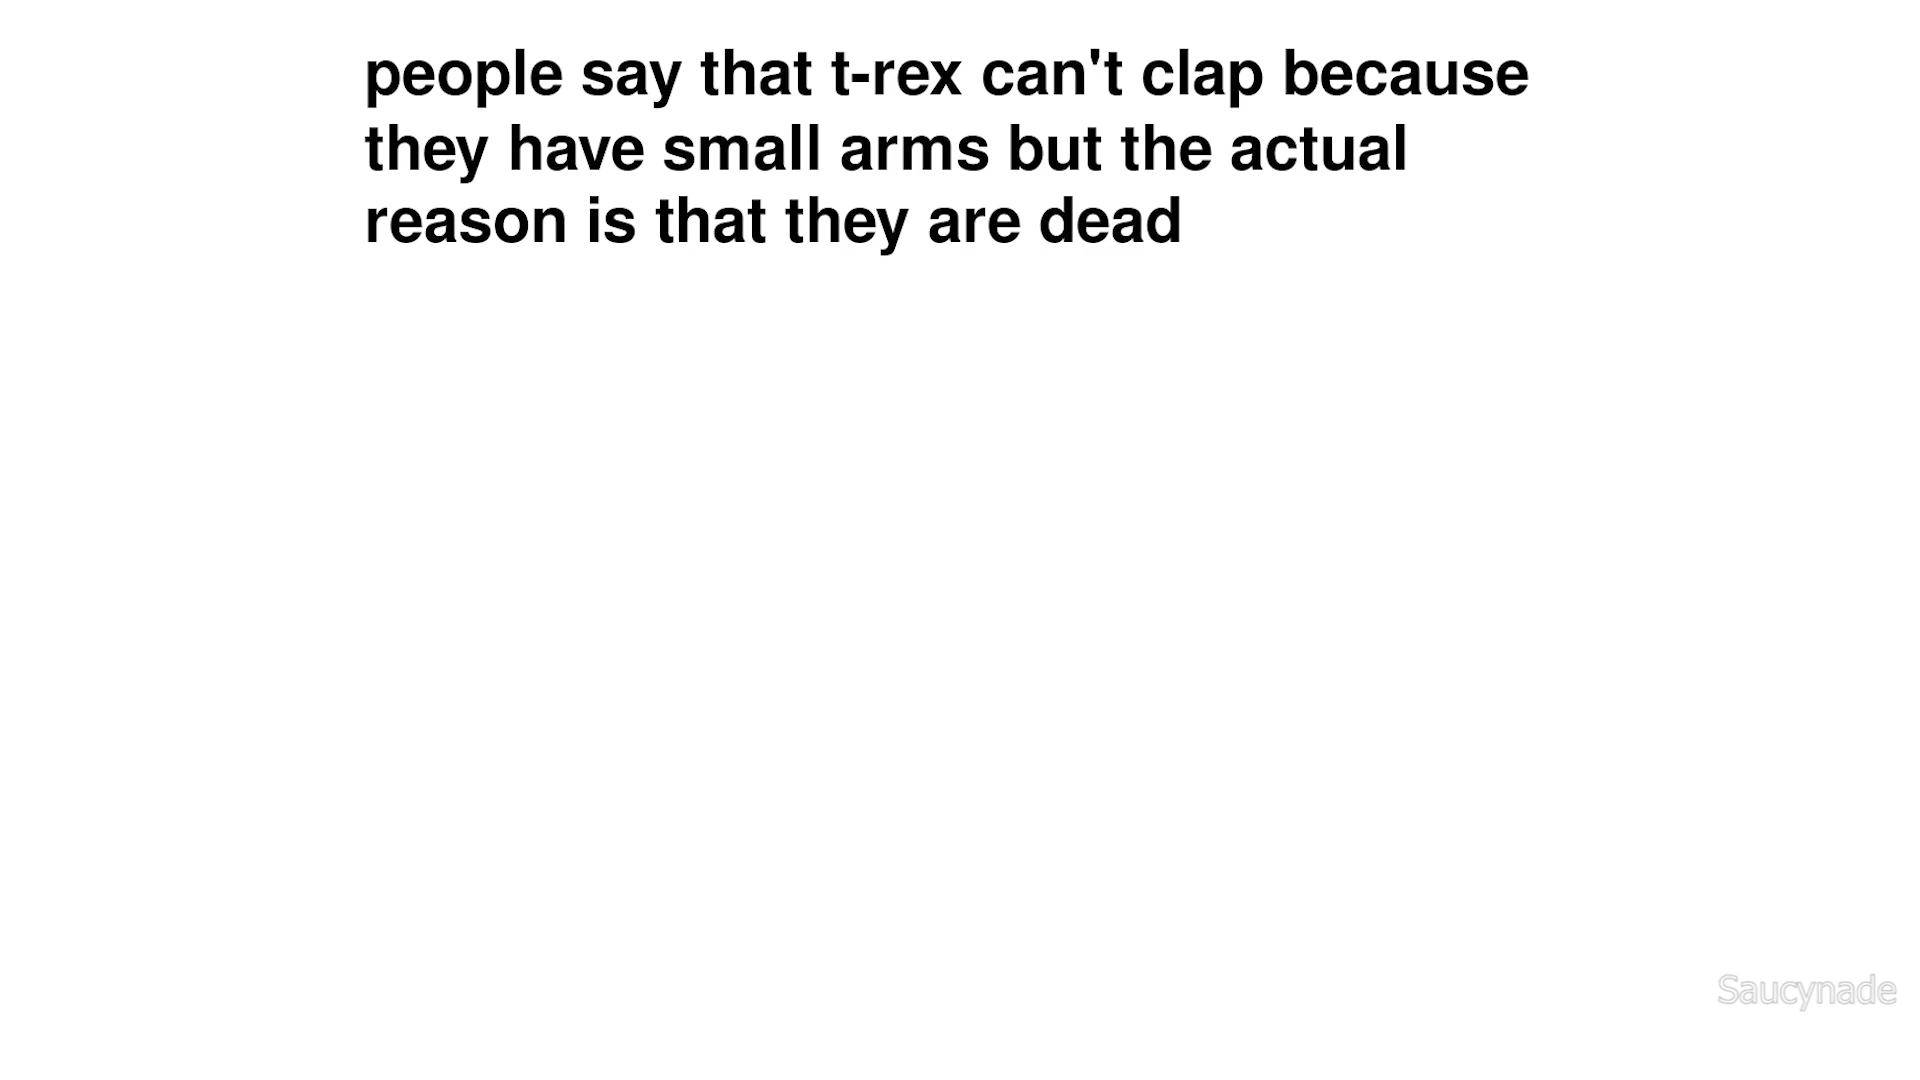 people say that t-rex can't clap because
they have small arms but the actual
reason is that they are dead
Saucynade